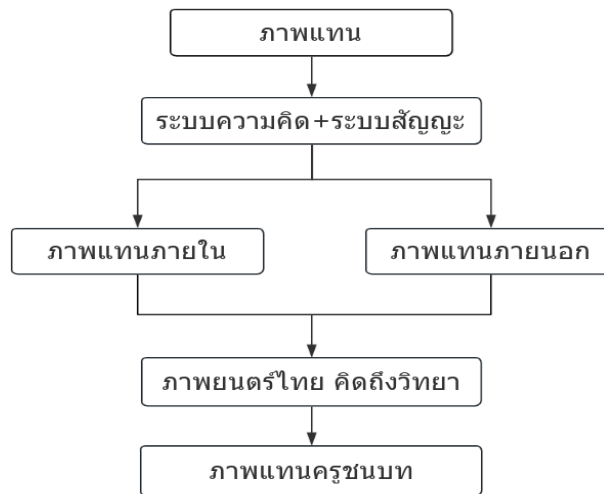 ภาพแทน
ระบบความคิด+ระบบสัญญะ
ภาพแทนภายใน
ภาพแทนภายนอก
ภาพยนตร์ไทย คิดถึงวิทยา
ภาพแทนครูชนบท